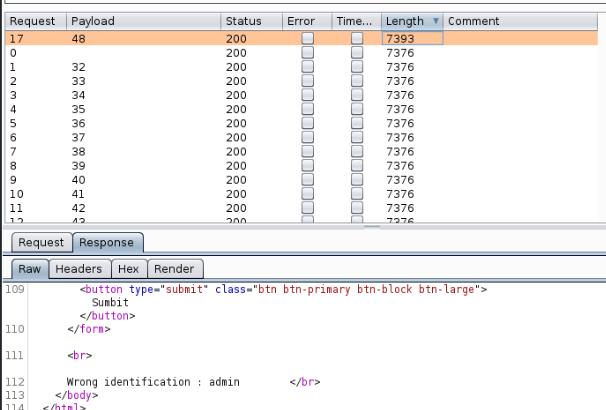 Request Payload Status Error Time... Length ▼ Comment
17 48 200 7393
0 200 7376
1 32 200 7376
2 33 200 7376
3 34 200 7376
4 35 200 7376
5 36 200 7376
6 37 200 7376
7 38 200 7376
8 39 200 7376
9 40 200 7376
10 41 200 7376
11 42 200 7376
12 43 200 7376
Request Response
Raw Headers Hex Render
109 <button type="submit" class="btn btn-primary btn-block btn-large">
Sumbit
</button>
110 </form>
111 <br>
112 Wrong identification : admin </br>
113 </body>
114 </html>